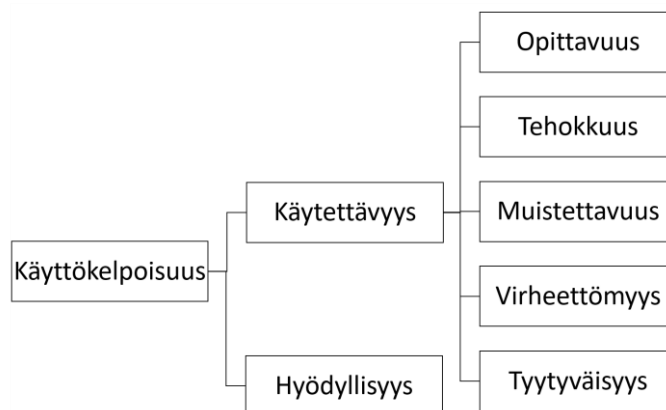 Opittavuus
Tehokkuus
Käytettävyys
Muistettavuus
Käyttökelpoisuus
Virheettömyys
Hyödyllisyys
Tyytyväisyys